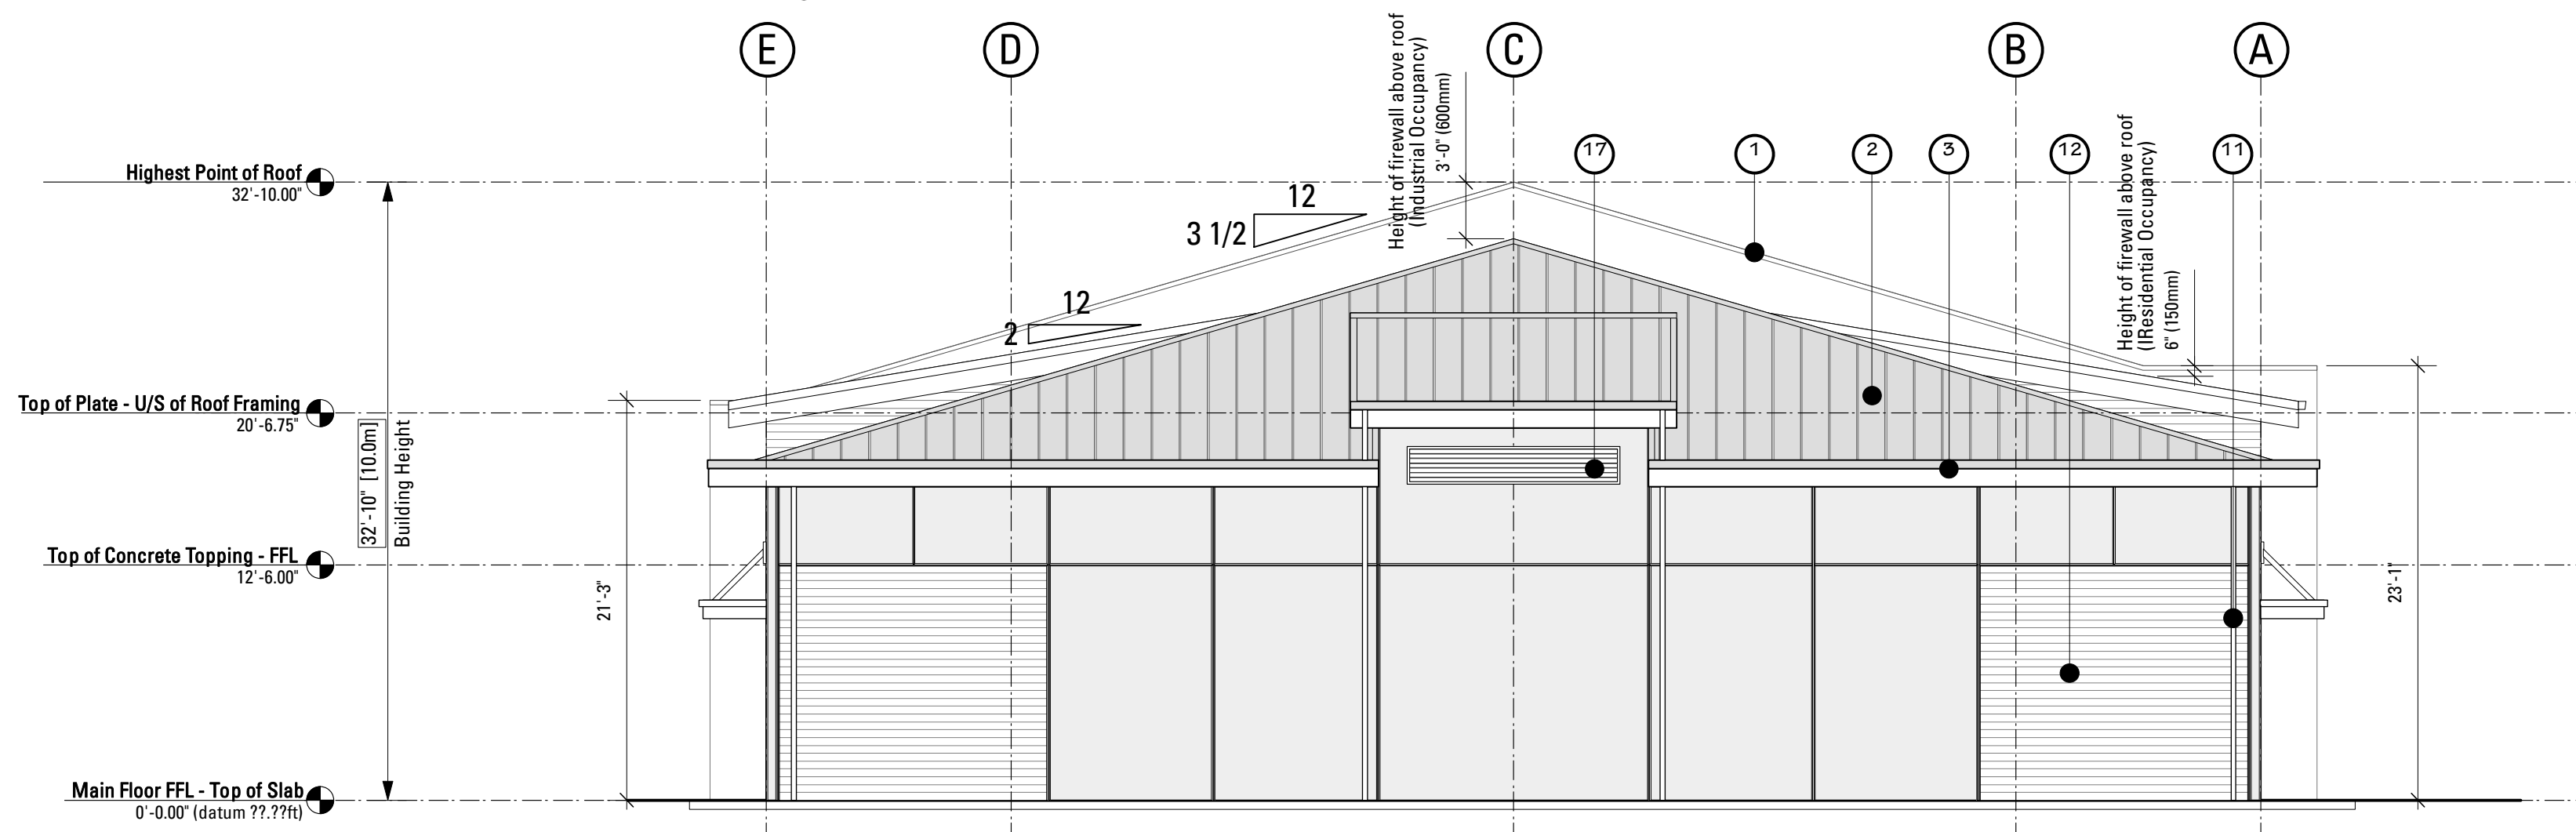 E
D
C
B
A
Height of firewall above roof
(Industrial Occupancy)
3'-0" (600mm)
17
1
2
3
12
11
Height of firewall above roof
(IResidential Occupancy)
6" (150mm)
Highest Point of Roof
32'-10.00"
12
3 1/2
12
2
Top of Plate - U/S of Roof Framing
20'-6.75"
32'-10" [10.0m]
Building Height
Top of Concrete Topping - FFL
12'-6.00"
21'-3"
23'-1"
Main Floor FFL - Top of Slab
0'-0.00" (datum ??.??ft)